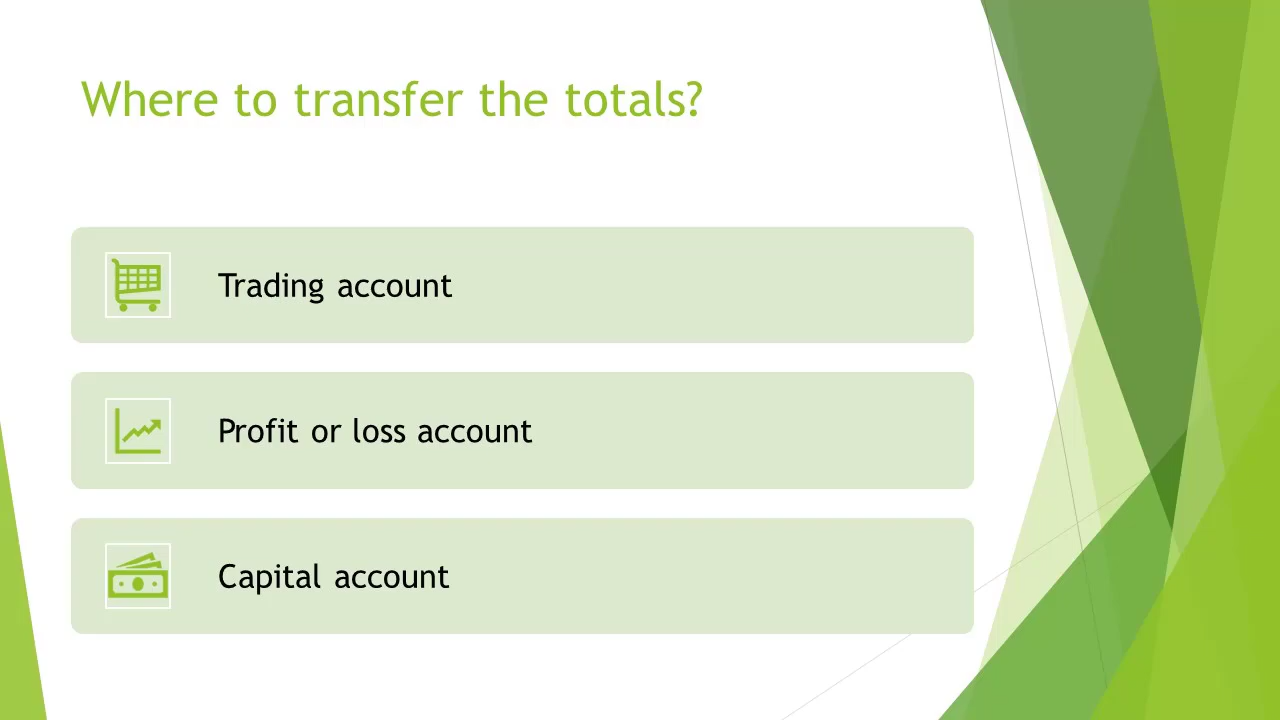 Where to transfer the totals?
Trading account
Profit or loss account
Capital account